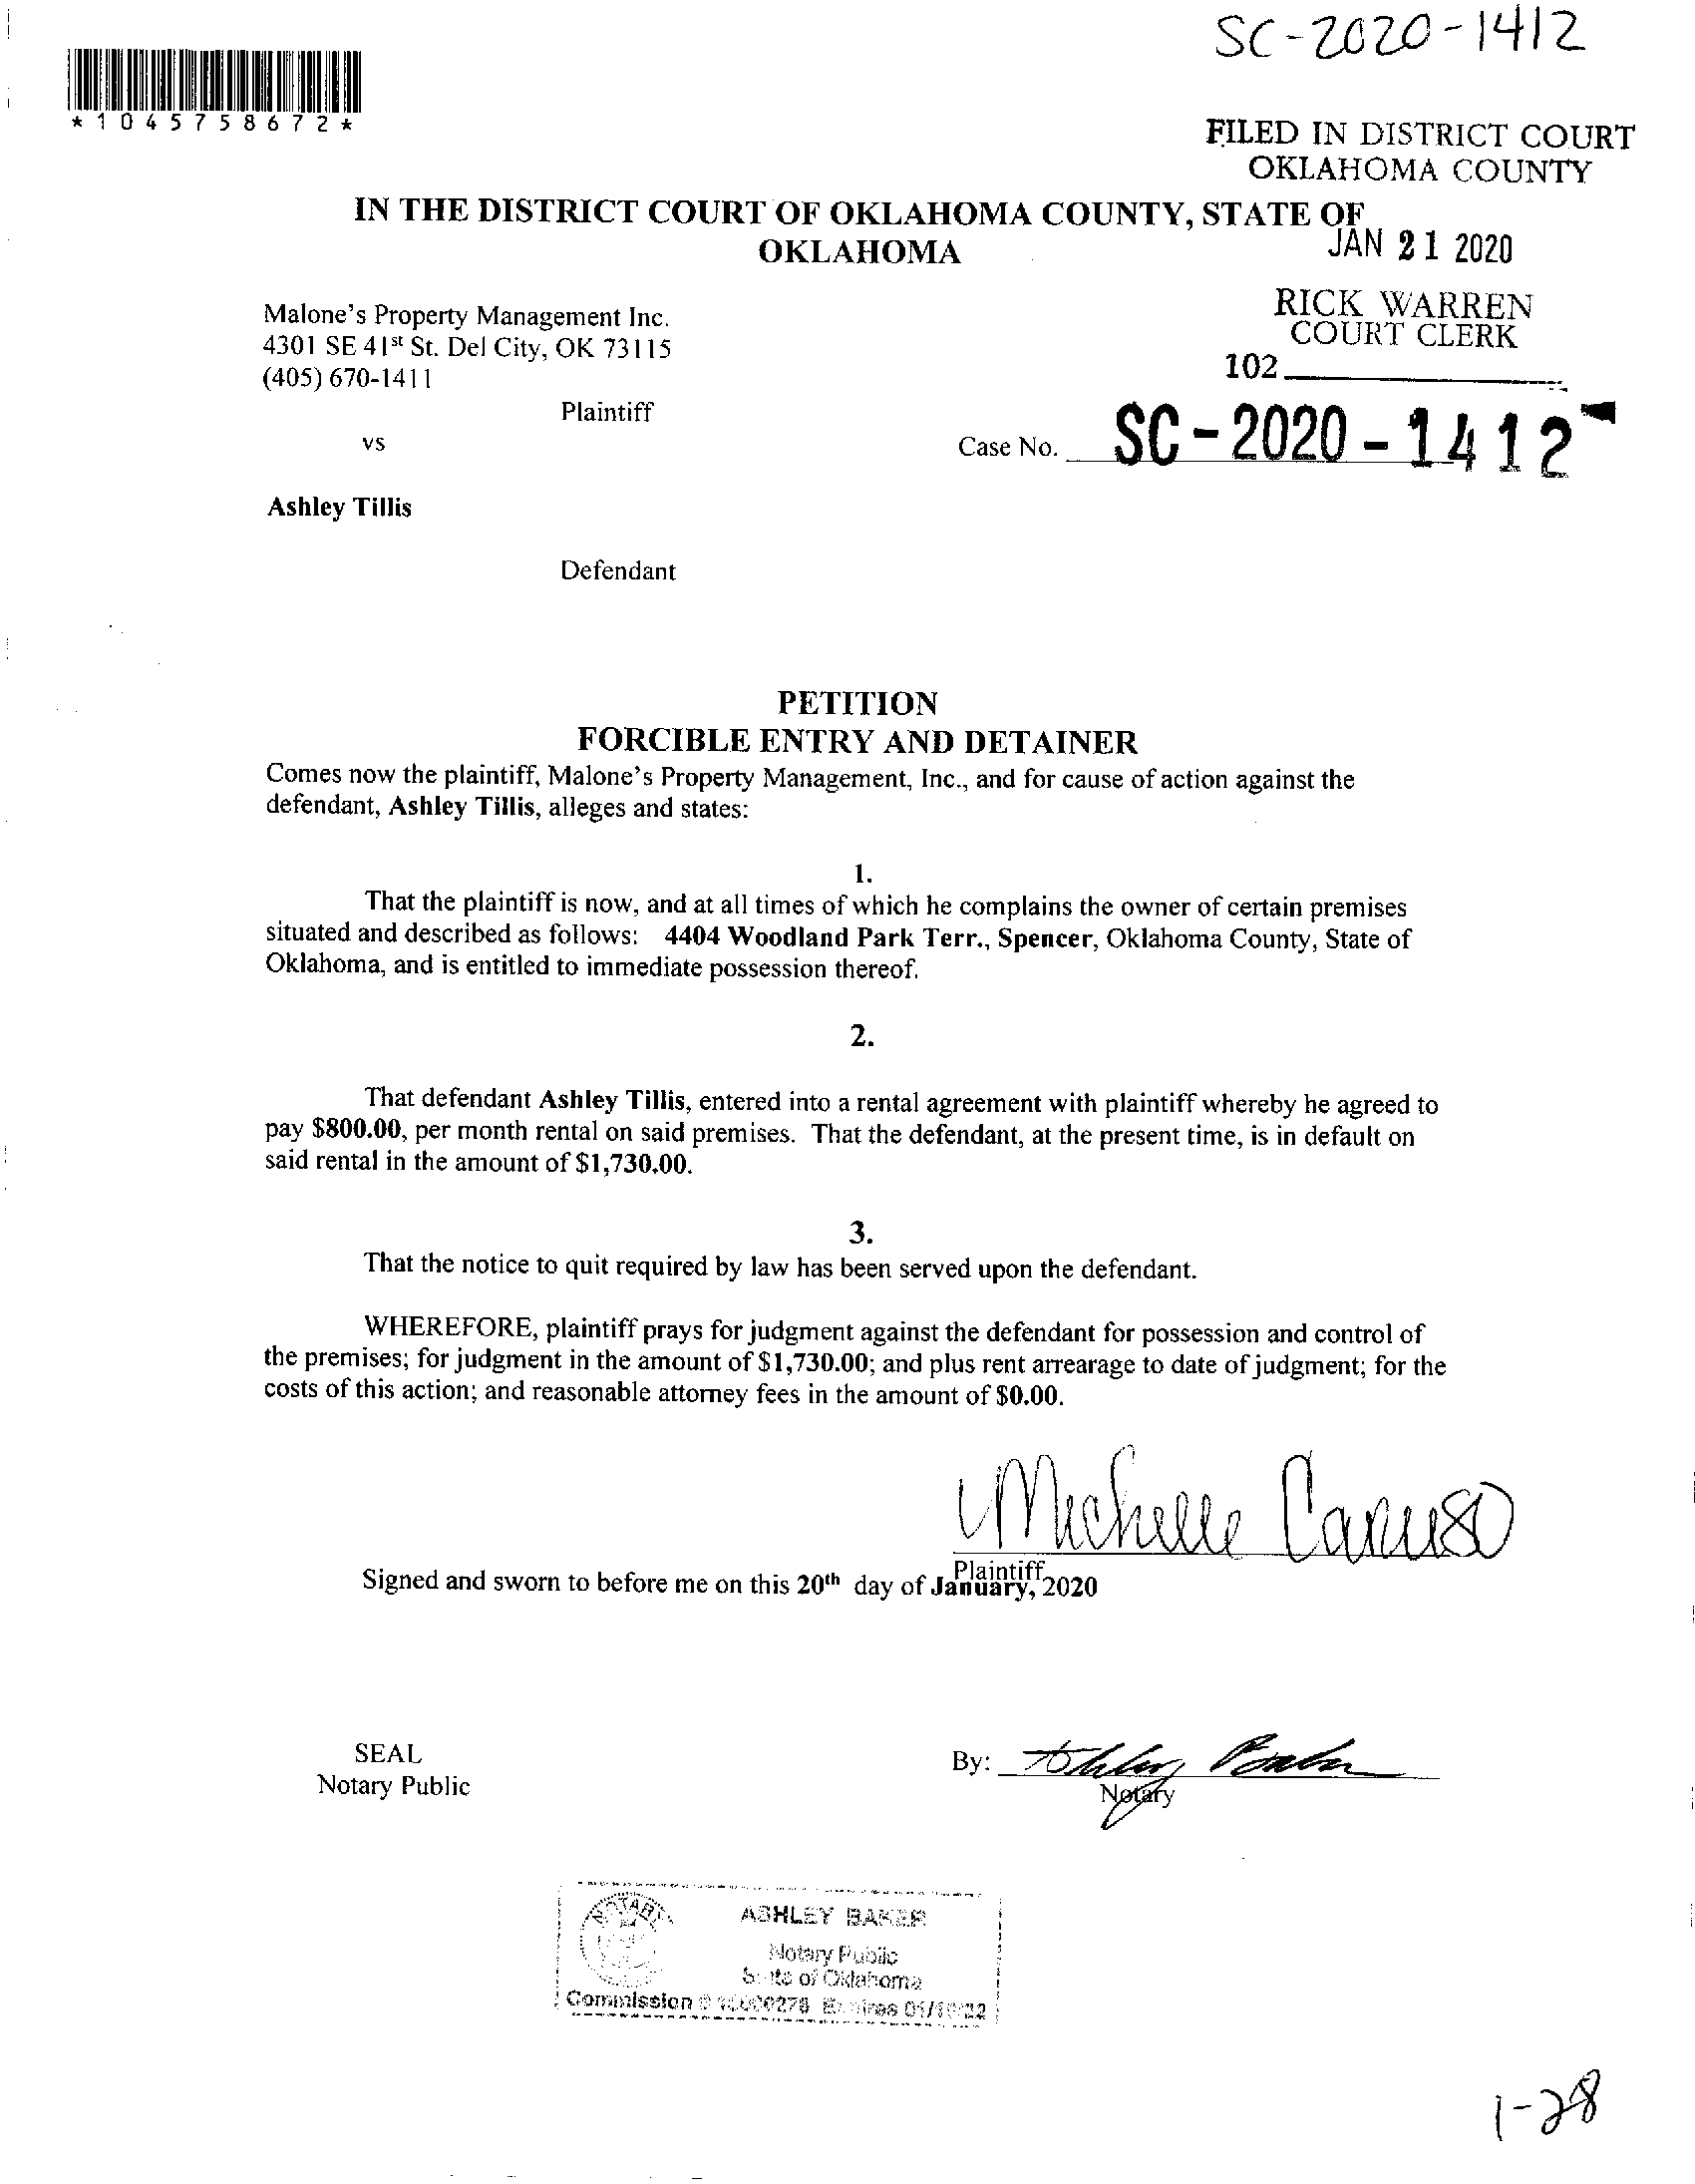 SC-2020-1412
*1045758672*
FILED IN DISTRICT COURT
OKLAHOMA COUNTY
IN THE DISTRICT COURT OF OKLAHOMA COUNTY, STATE OF
OKLAHOMA
JAN 21 2020
Malone's Property Management Inc.
4301 SE 41st St. Del City, OK 73115
(405) 670-1411
RICK WARREN
COURT CLERK
102
Plaintiff
vs
Case No. SC-2020-1412
Ashley Tillis
Defendant
PETITION
FORCIBLE ENTRY AND DETAINER
Comes now the plaintiff, Malone's Property Management, Inc., and for cause of action against the
defendant, Ashley Tillis, alleges and states:
1.
That the plaintiff is now, and at all times of which he complains the owner of certain premises
situated and described as follows: 4404 Woodland Park Terr., Spencer, Oklahoma County, State of
Oklahoma, and is entitled to immediate possession thereof.
2.
That defendant Ashley Tillis, entered into a rental agreement with plaintiff whereby he agreed to
pay $800.00, per month rental on said premises. That the defendant, at the present time, is in default on
said rental in the amount of $1,730.00.
3.
That the notice to quit required by law has been served upon the defendant.
WHEREFORE, plaintiff prays for judgment against the defendant for possession and control of
the premises; for judgment in the amount of $1,730.00; and plus rent arrearage to date of judgment; for the
costs of this action; and reasonable attorney fees in the amount of $0.00.
Michelle Caruso
Plaintiff
Signed and sworn to before me on this 20th day of January, 2020
SEAL
Notary Public
By: Ashley Baker
Notary
NOTARY
ASHLEY BAKER
Notary Public
State of Oklahoma
Commission # Expires
1-28